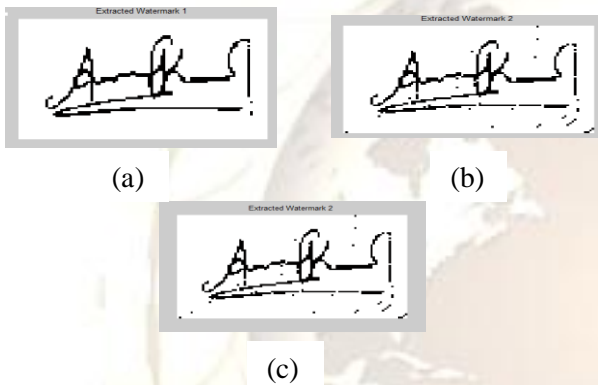 Extracted Watermark 1
Extracted Watermark 2
(a)
(b)
Extracted Watermark 2
(c)